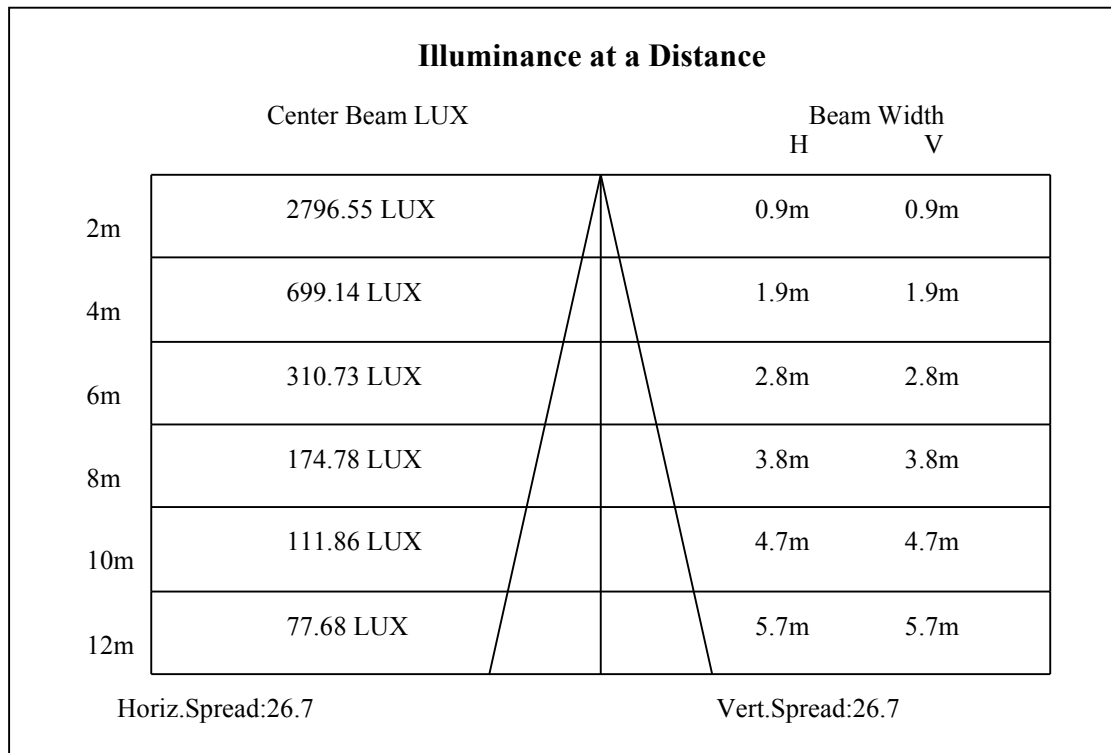 Illuminance at a Distance
Center Beam LUX Beam Width
H V
2m 2796.55 LUX 0.9m 0.9m
4m 699.14 LUX 1.9m 1.9m
6m 310.73 LUX 2.8m 2.8m
8m 174.78 LUX 3.8m 3.8m
10m 111.86 LUX 4.7m 4.7m
12m 77.68 LUX 5.7m 5.7m
Horiz.Spread:26.7 Vert.Spread:26.7